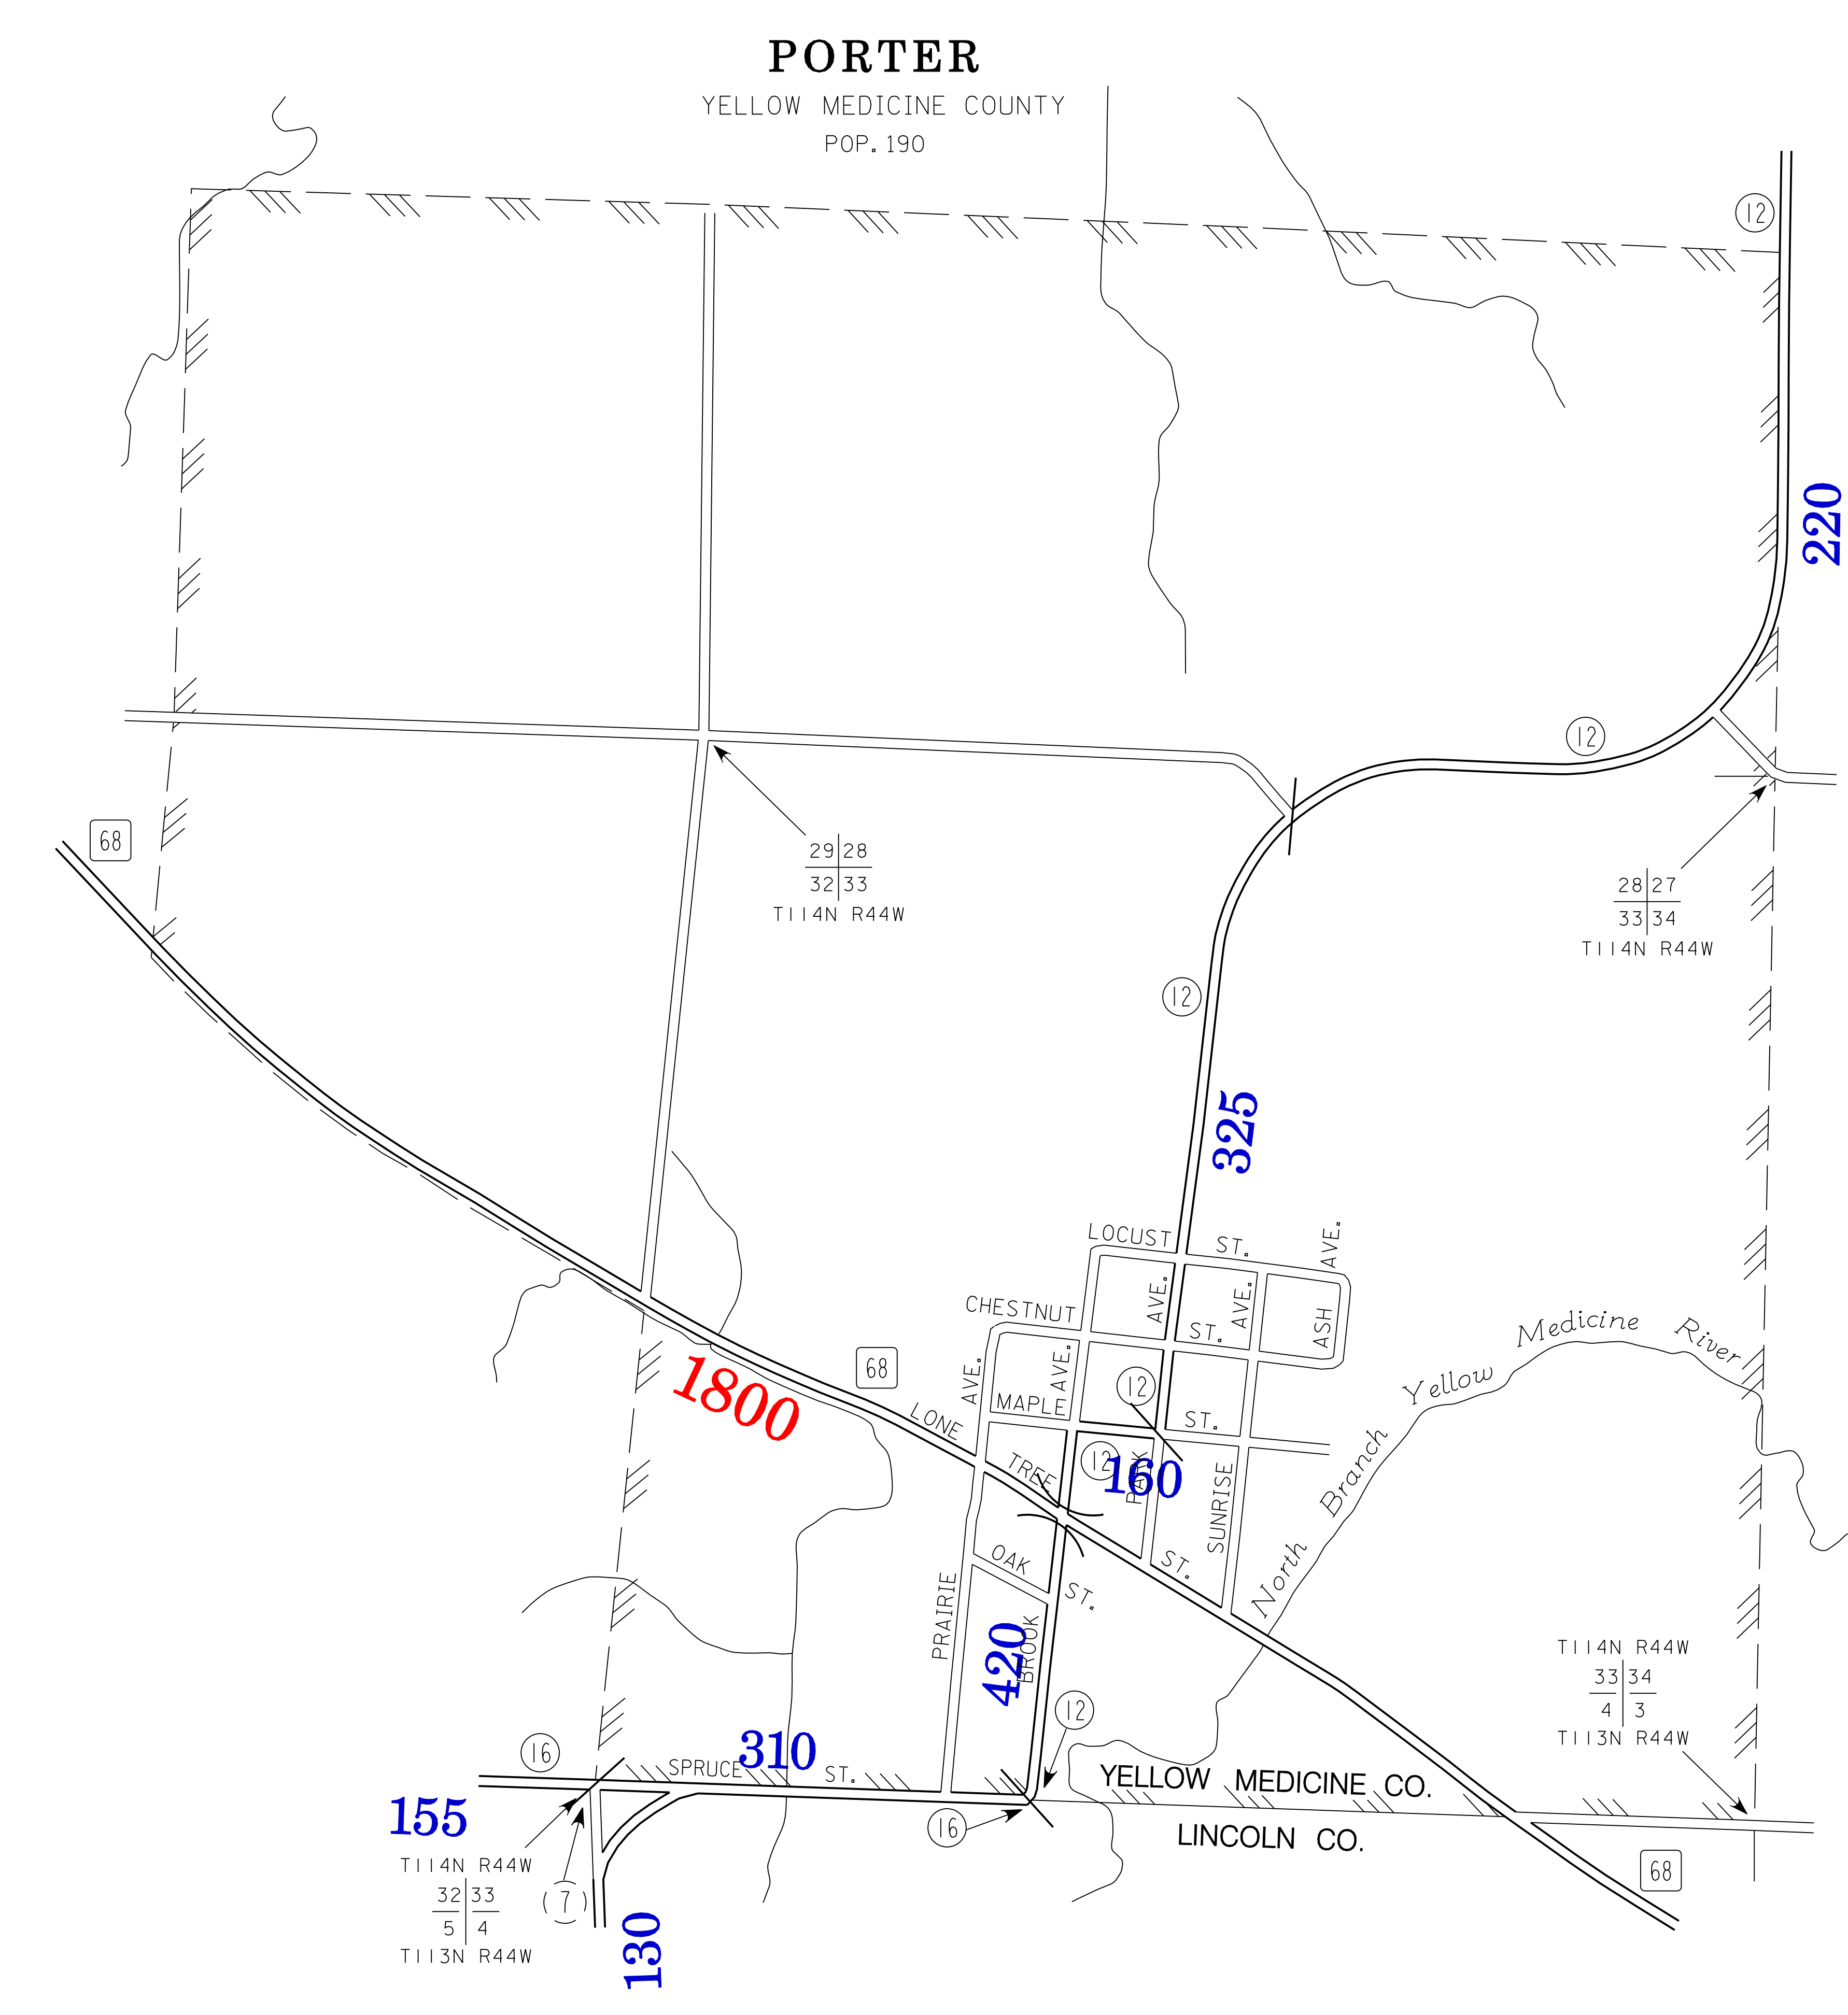 PORTER
YELLOW MEDICINE COUNTY
POP. 190
12
220
12
68
29 28
32 33
T114N R44W
28 27
33 34
T114N R44W
12
325
LOCUST ST.
AVE.
AVE.
AVE.
ASH
CHESTNUT ST.
68
1800
AVE.
AVE.
12
MAPLE ST.
LONE TREE ST.
12
160
PARK
SUNRISE
North Branch Yellow Medicine River
OAK ST.
PRAIRIE
BROOK
420
12
T114N R44W
33 34
4 3
T113N R44W
16
310
SPRUCE ST.
YELLOW MEDICINE CO.
155
16
LINCOLN CO.
68
T114N R44W
32 33
5 4
T113N R44W
7
130